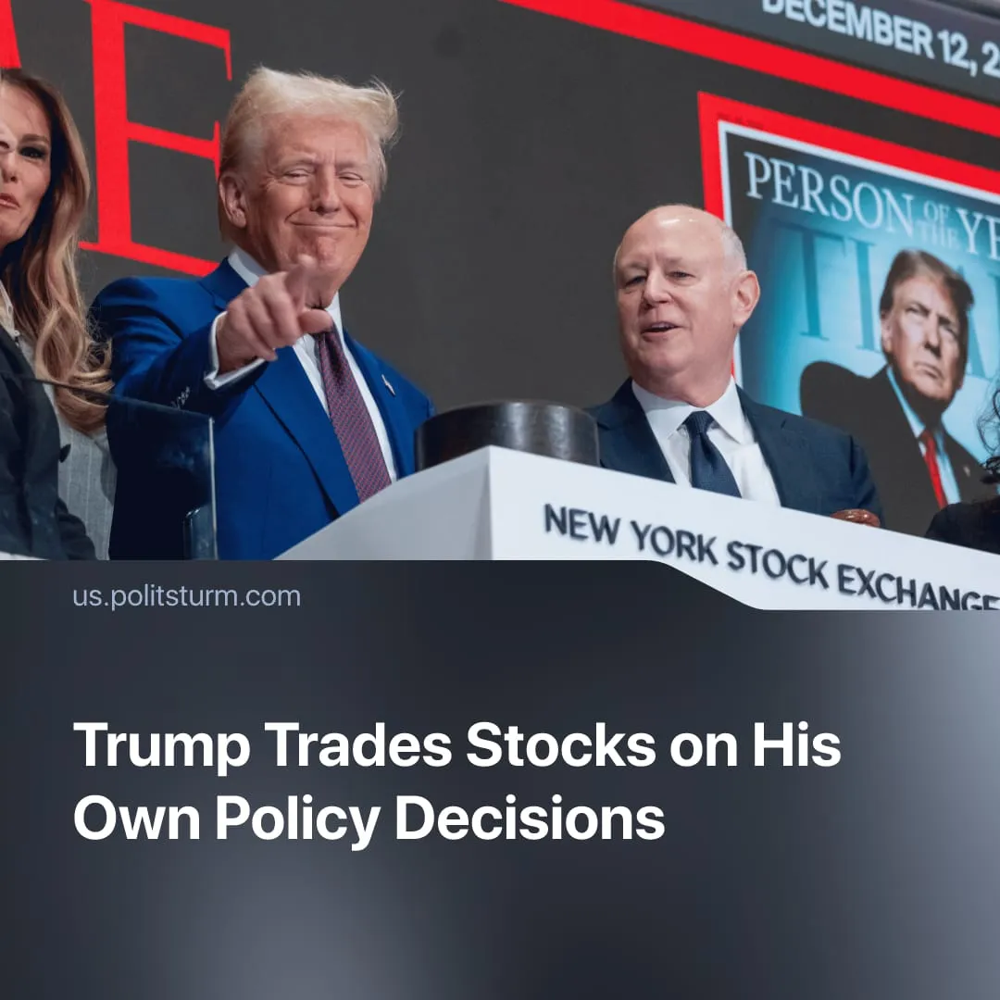 DECEMBER 12, 2
PERSON OF THE YE
NEW YORK STOCK EXCHANGE
us.politsturm.com
Trump Trades Stocks on His
Own Policy Decisions